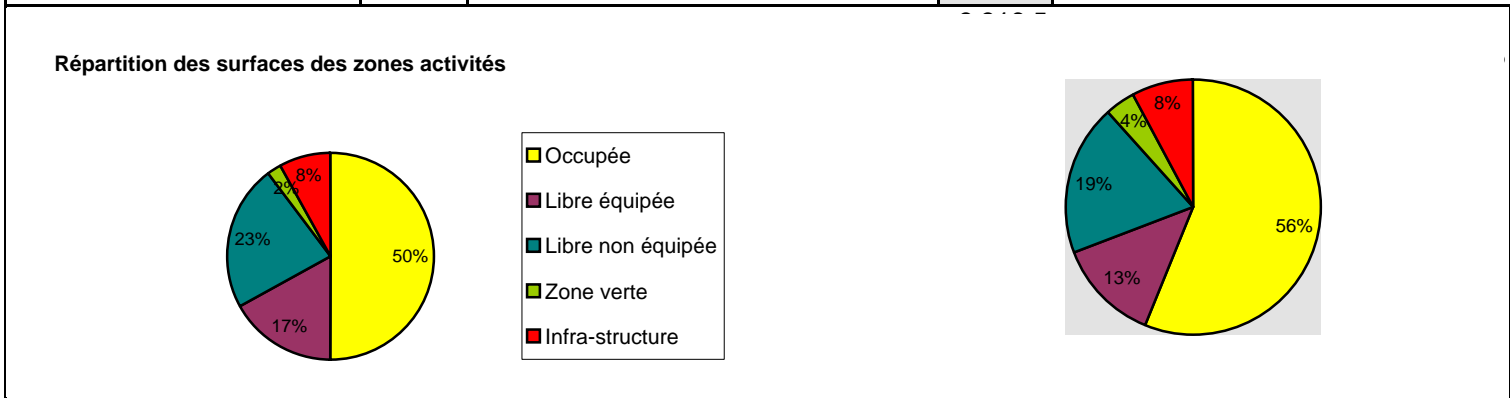 Répartition des surfaces des zones activités
8%
2%
23%
50%
17%
Occupée
Libre équipée
Libre non équipée
Zone verte
Infra-structure
8%
4%
19%
56%
13%